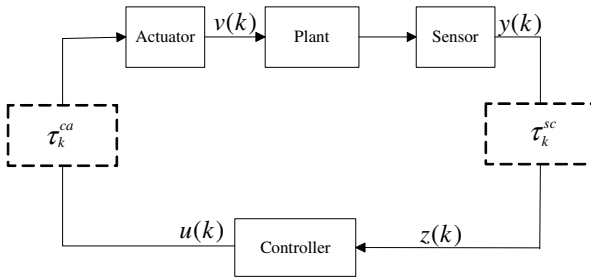 Actuator
v(k)
Plant
Sensor
y(k)
τ_k^{ca}
τ_k^{sc}
u(k)
Controller
z(k)